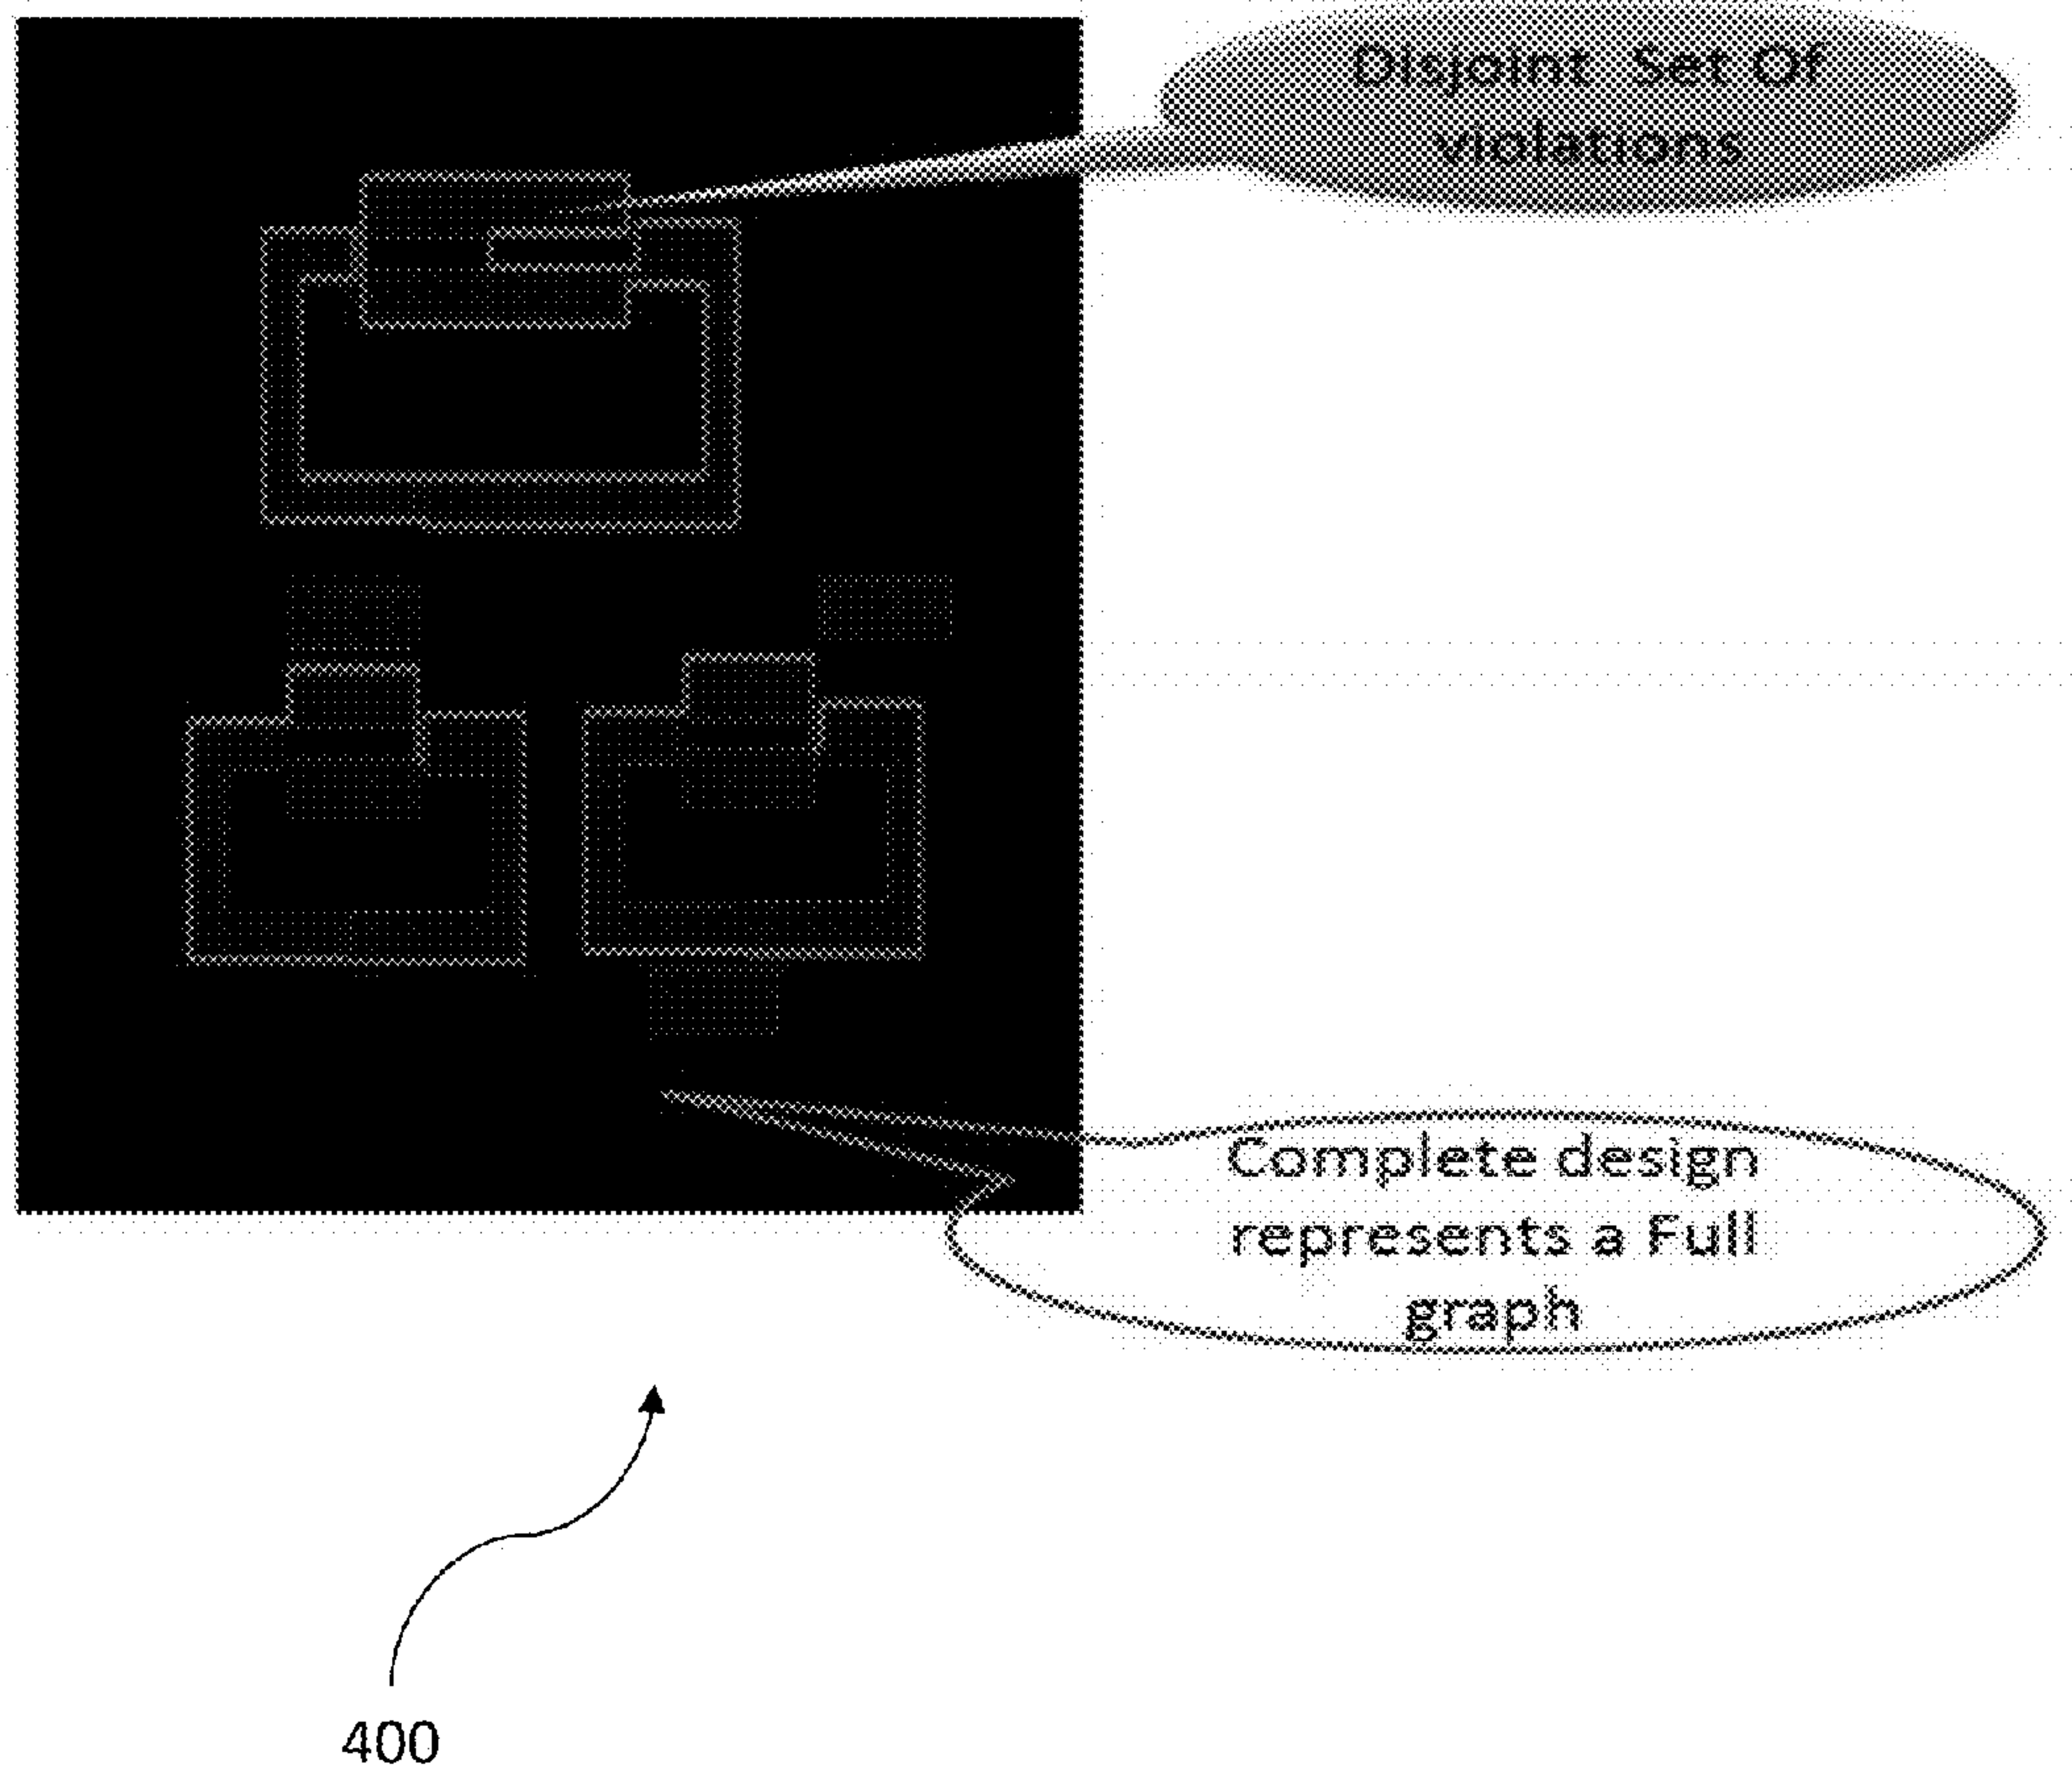 Disjoint Set Of
violations
Complete design
represents a Full
graph
400